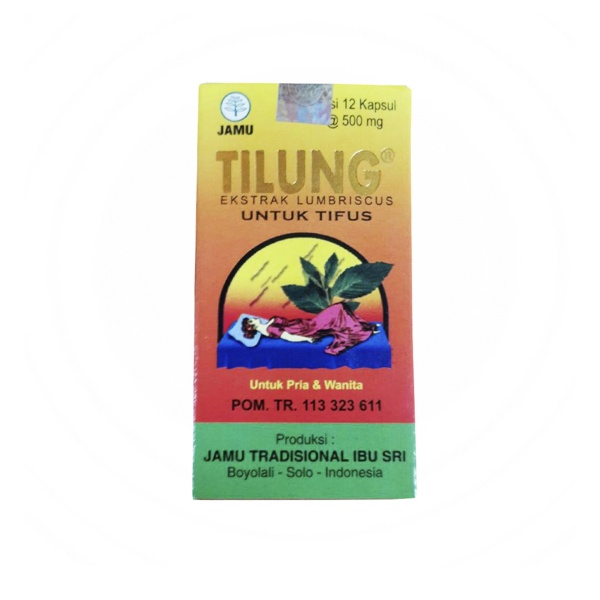 JAMU
si 12 Kapsul
@ 500 mg
TILUNG®
EKSTRAK LUMBRISCUS
UNTUK TIFUS
Untuk Pria & Wanita
POM. TR. 113 323 611
Produksi :
JAMU TRADISIONAL IBU SRI
Boyolali - Solo - Indonesia